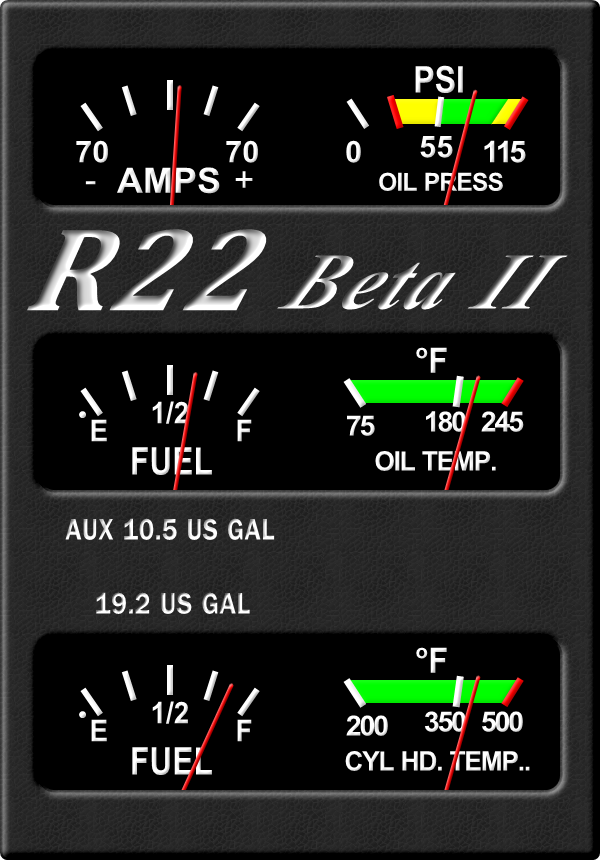 PSI
70 70 0 55 115
- AMPS + OIL PRESS
R22 Beta II
°F
1/2
E F 75 180 245
FUEL OIL TEMP.
AUX 10.5 US GAL
19.2 US GAL
°F
1/2
E F 200 350 500
FUEL CYL HD. TEMP..